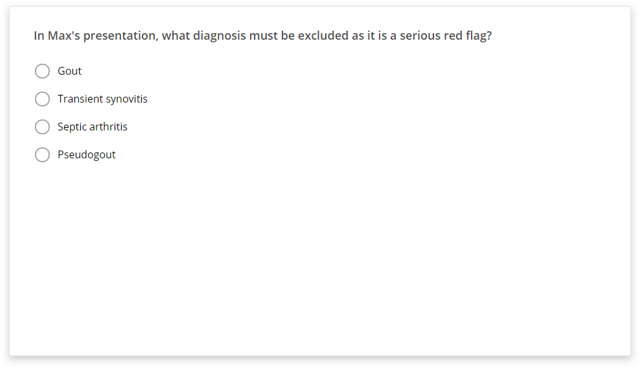 In Max's presentation, what diagnosis must be excluded as it is a serious red flag?
Gout
Transient synovitis
Septic arthritis
Pseudogout